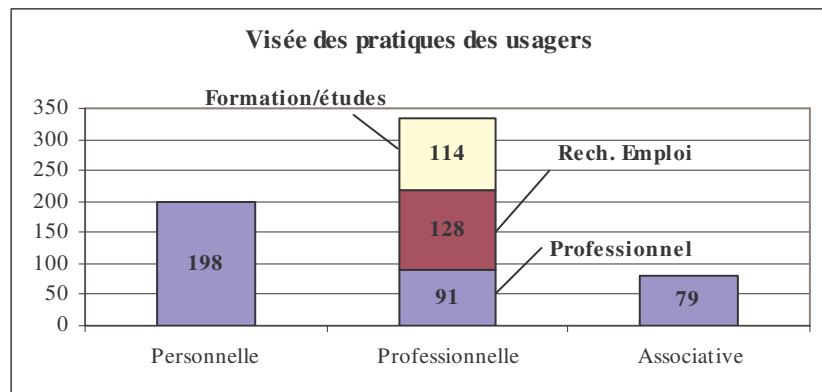 Visée des pratiques des usagers
Formation/études
350
300
250
200
150
100
50
0
114
Rech. Emploi
128
198
Professionnel
91
79
Personnelle
Professionnelle
Associative